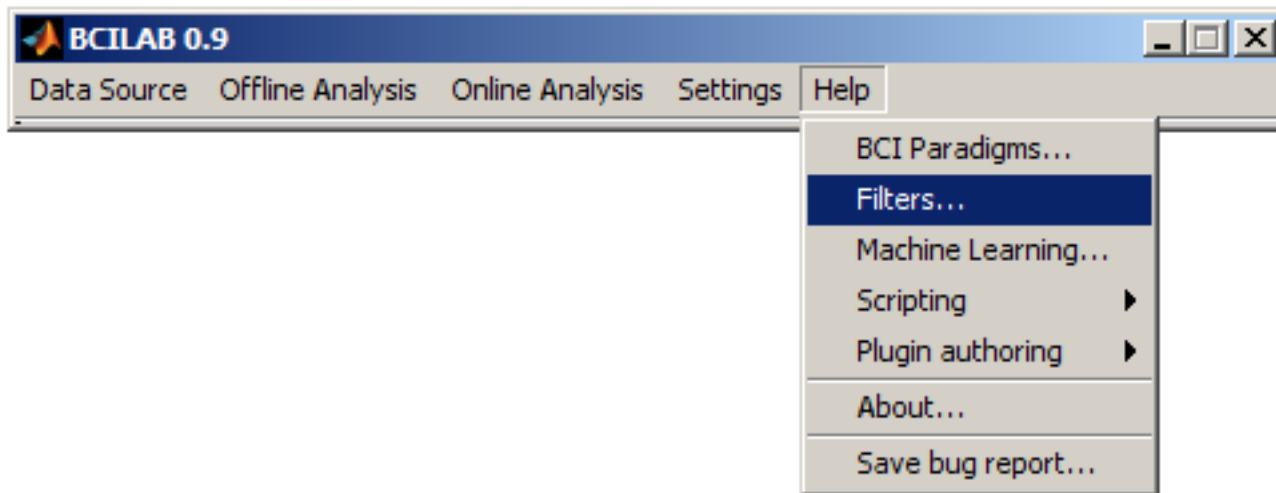 BCILAB 0.9
Data Source Offline Analysis Online Analysis Settings Help
BCI Paradigms...
Filters...
Machine Learning...
Scripting
Plugin authoring
About...
Save bug report...